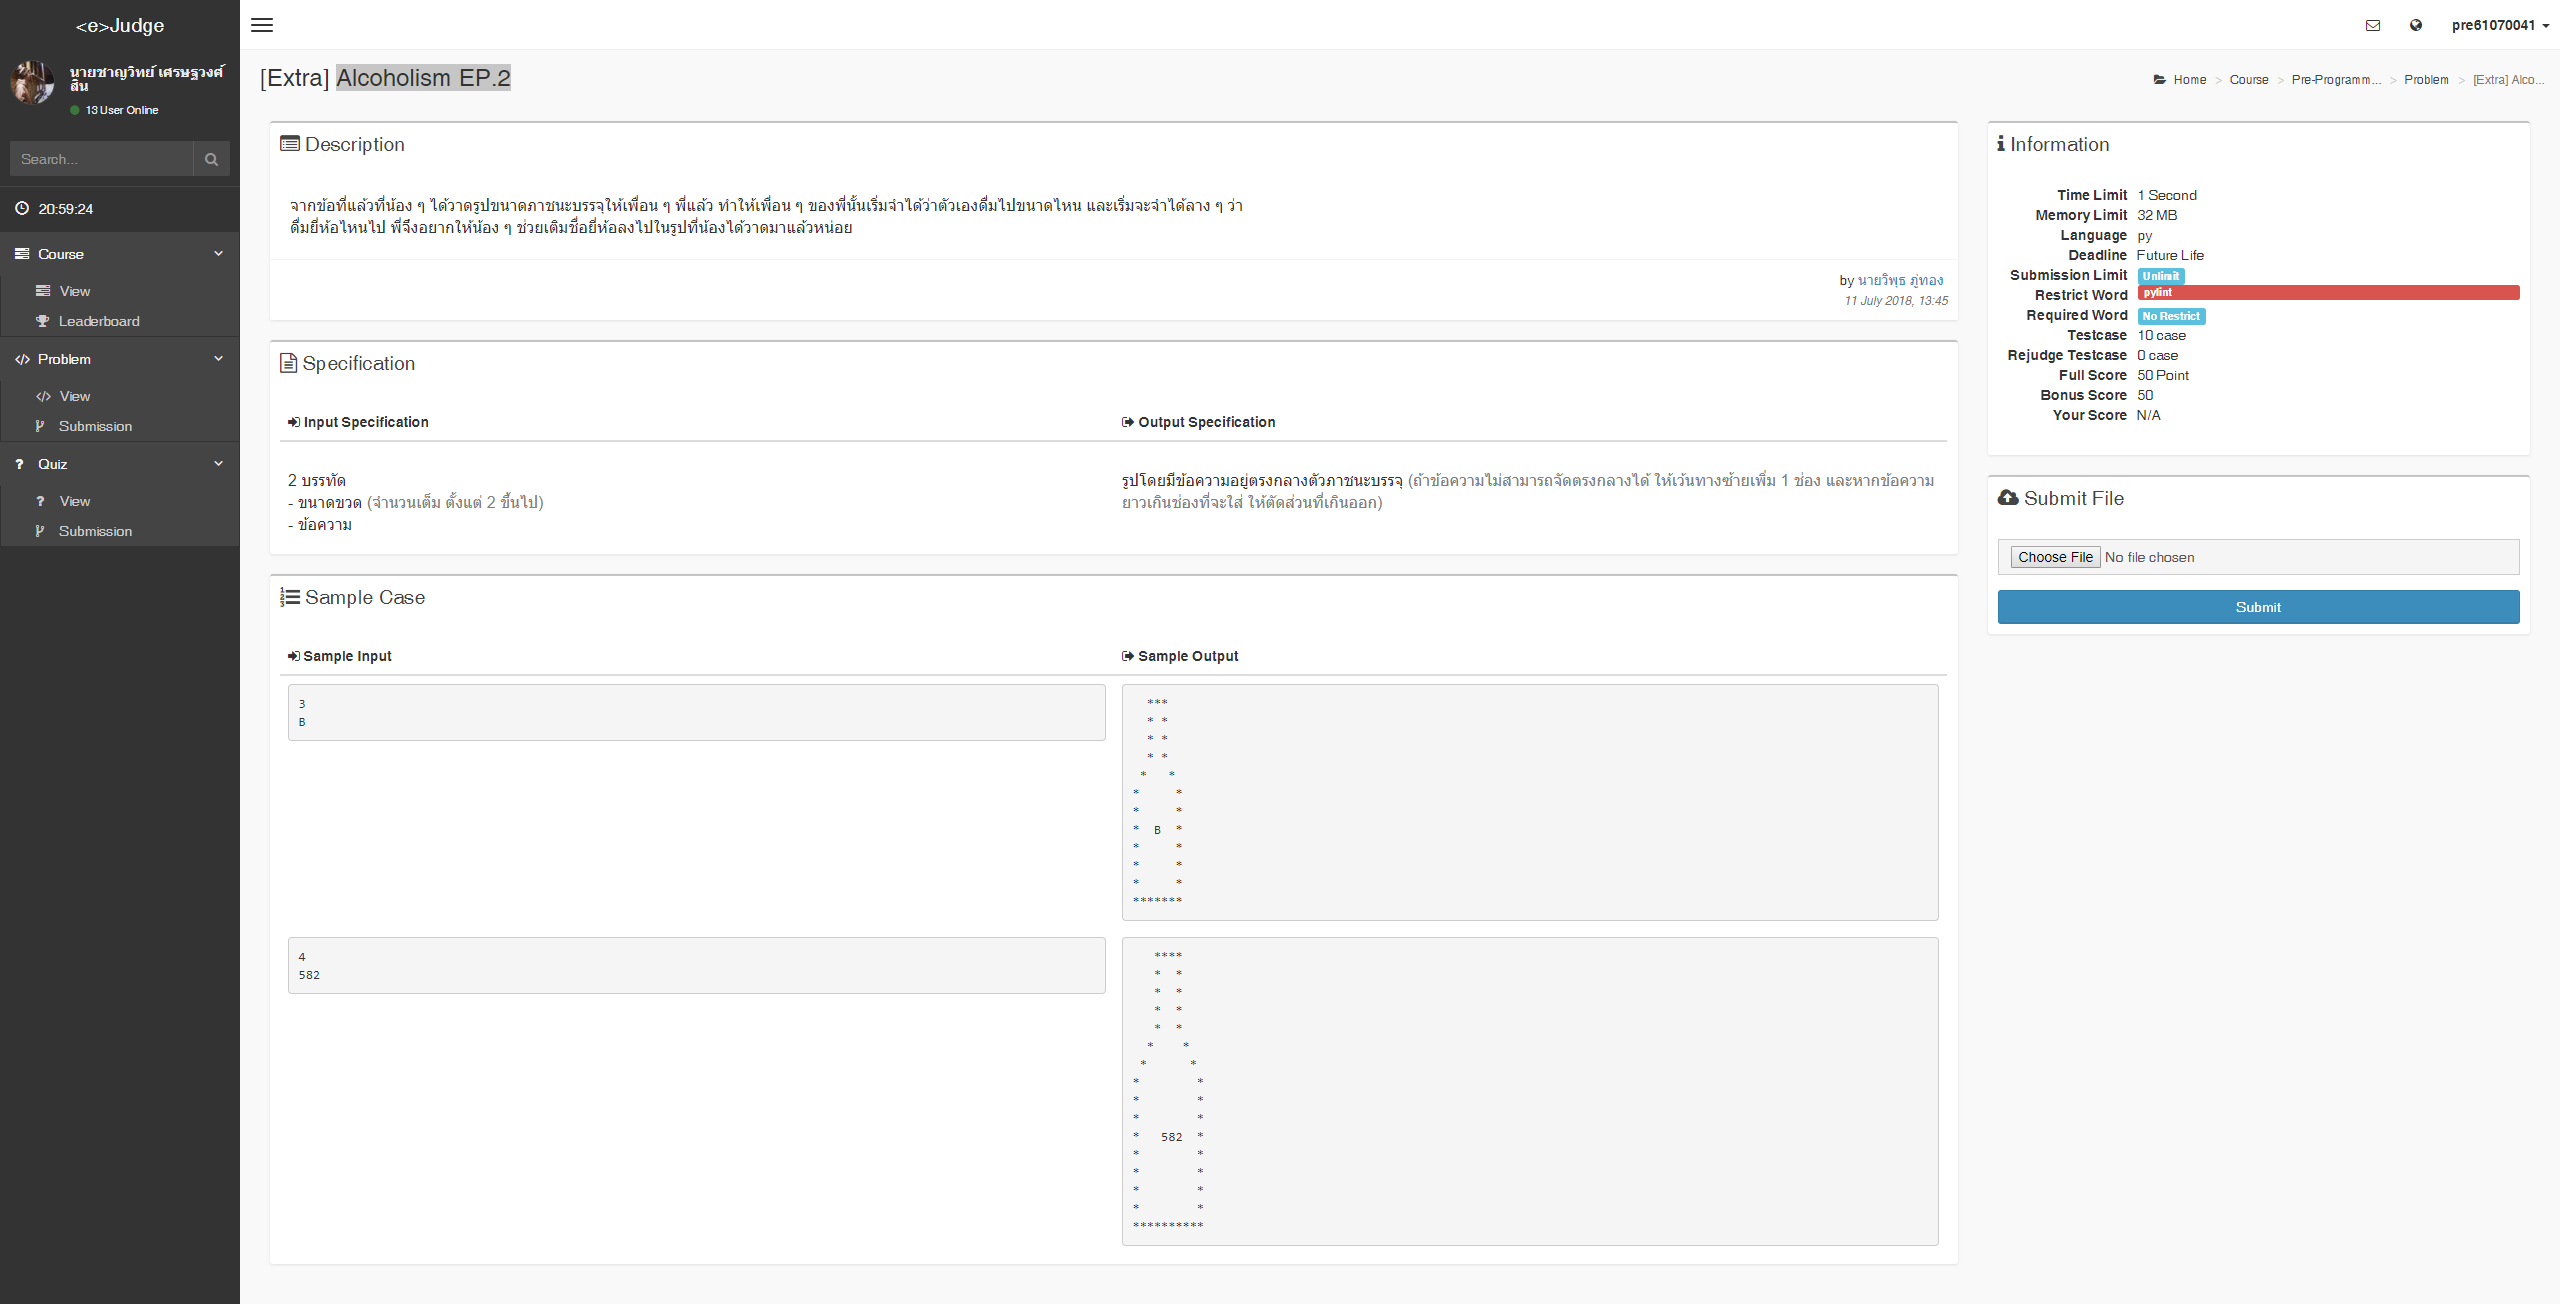 <e>Judge
pre61070041
นายชาญวิทย์ เศรษฐวงศ์
สิน
13 User Online
Search...
20:59:24
Course
View
Leaderboard
Problem
View
Submission
Quiz
View
Submission
[Extra] Alcoholism EP.2
Home > Course > Pre-Programm... > Problem > [Extra] Alco...
Description
จากข้อที่แล้วที่น้อง ๆ ได้วาดรูปขนาดภาชนะบรรจุให้เพื่อน ๆ พี่แล้ว ทำให้เพื่อน ๆ ของพี่นั้นเริ่มจำได้ว่าตัวเองดื่มไปขนาดไหน และเริ่มจะจำได้ลาง ๆ ว่า
ดื่มยี่ห้อไหนไป พี่จึงอยากให้น้อง ๆ ช่วยเติมชื่อยี่ห้อลงไปในรูปที่น้องได้วาดมาแล้วหน่อย
by นายวิพุธ ภู่ทอง
11 July 2018, 13:45
Specification
Input Specification
2 บรรทัด
- ขนาดขวด (จำนวนเต็ม ตั้งแต่ 2 ขึ้นไป)
- ข้อความ
Output Specification
รูปโดยมีข้อความอยู่ตรงกลางตัวภาชนะบรรจุ (ถ้าข้อความไม่สามารถจัดตรงกลางได้ ให้เว้นทางซ้ายเพิ่ม 1 ช่อง และหากข้อความ
ยาวเกินช่องที่จะใส่ ให้ตัดส่วนที่เกินออก)
Sample Case
Sample Input
Sample Output
3
B
  ***
  * *
  * *
  * *
 *   *
*     *
*     *
*  B  *
*     *
*     *
*     *
*******
4
582
   ****
   *  *
   *  *
   *  *
   *  *
  *    *
 *      *
*        *
*        *
*        *
*   582  *
*        *
*        *
*        *
*        *
**********
Information
Time Limit 1 Second
Memory Limit 32 MB
Language py
Deadline Future Life
Submission Limit Unlimit
Restrict Word pylint
Required Word No Restrict
Testcase 10 case
Rejudge Testcase 0 case
Full Score 50 Point
Bonus Score 50
Your Score N/A
Submit File
Choose File No file chosen
Submit